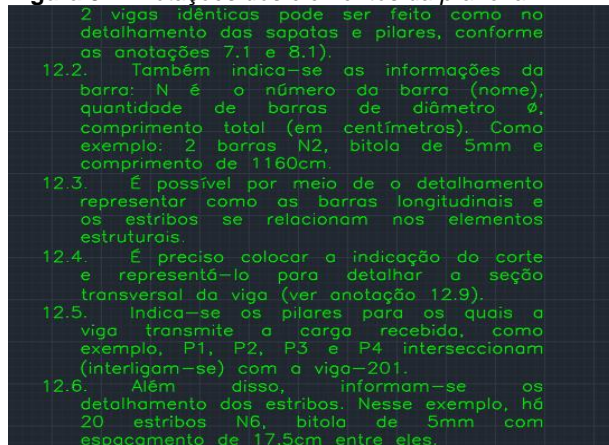 2 vigas idênticas pode ser feito como no
detalhamento das sapatas e pilares, conforme
as anotações 7.1 e 8.1).
12.2. Também indica-se as informações da
barra: N é o número da barra (nome),
quantidade de barras de diâmetro ø,
comprimento total (em centímetros). Como
exemplo: 2 barras N2, bitola de 5mm e
comprimento de 1160cm.
12.3. É possível por meio de o detalhamento
representar como as barras longitudinais e
os estribos se relacionam nos elementos
estruturais.
12.4. É preciso colocar a indicação do corte
e representá-lo para detalhar a seção
transversal da viga (ver anotação 12.9).
12.5. Indica-se os pilares para os quais a
viga transmite a carga recebida, como
exemplo, P1, P2, P3 e P4 interseccionam
(interligam-se) com a viga-201.
12.6. Além disso, informam-se os
detalhamento dos estribos. Nesse exemplo, há
20 estribos N6, bitola de 5mm com
espaçamento de 17.5cm entre eles.